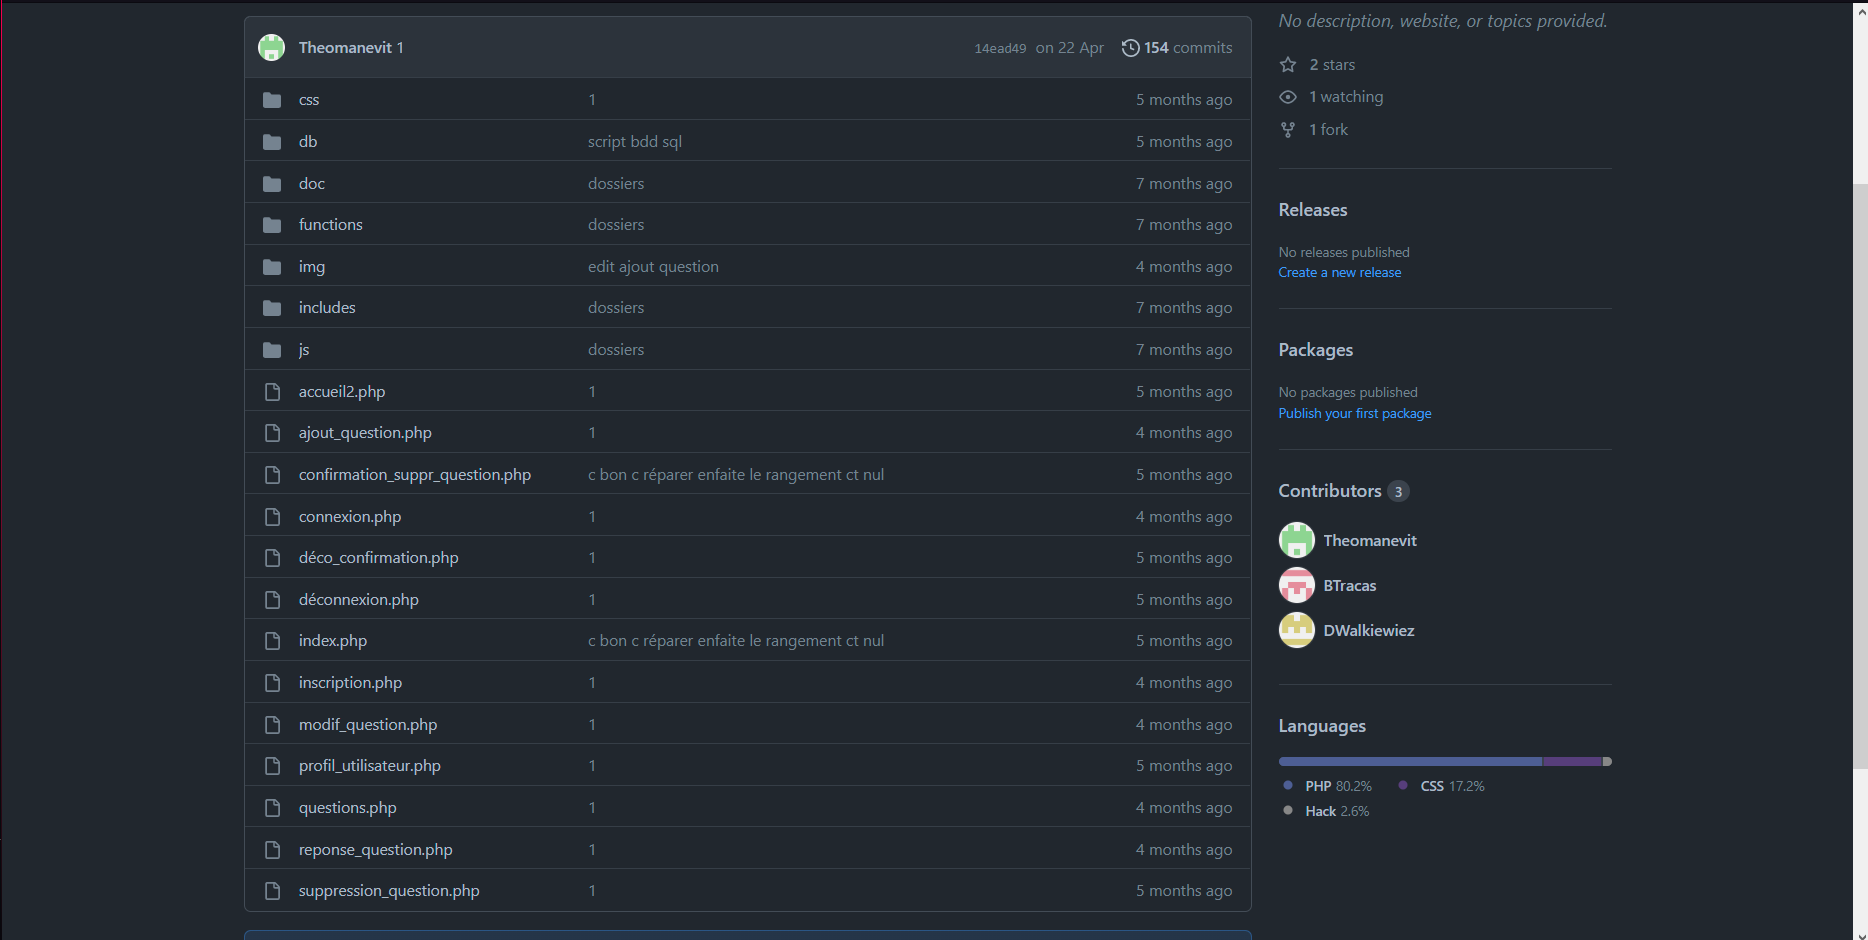 Theomanevit 1 14ead49 on 22 Apr 154 commits
css 1 5 months ago
db script bdd sql 5 months ago
doc dossiers 7 months ago
functions dossiers 7 months ago
img edit ajout question 4 months ago
includes dossiers 7 months ago
js dossiers 7 months ago
accueil2.php 1 5 months ago
ajout_question.php 1 4 months ago
confirmation_suppr_question.php c bon c réparer enfaite le rangement ct nul 5 months ago
connexion.php 1 4 months ago
déco_confirmation.php 1 5 months ago
déconnexion.php 1 5 months ago
index.php c bon c réparer enfaite le rangement ct nul 5 months ago
inscription.php 1 4 months ago
modif_question.php 1 4 months ago
profil_utilisateur.php 1 5 months ago
questions.php 1 4 months ago
reponse_question.php 1 4 months ago
suppression_question.php 1 5 months ago
No description, website, or topics provided.
2 stars
1 watching
1 fork
Releases
No releases published
Create a new release
Packages
No packages published
Publish your first package
Contributors 3
Theomanevit
BTracas
DWalkiewiez
Languages
PHP 80.2% CSS 17.2%
Hack 2.6%